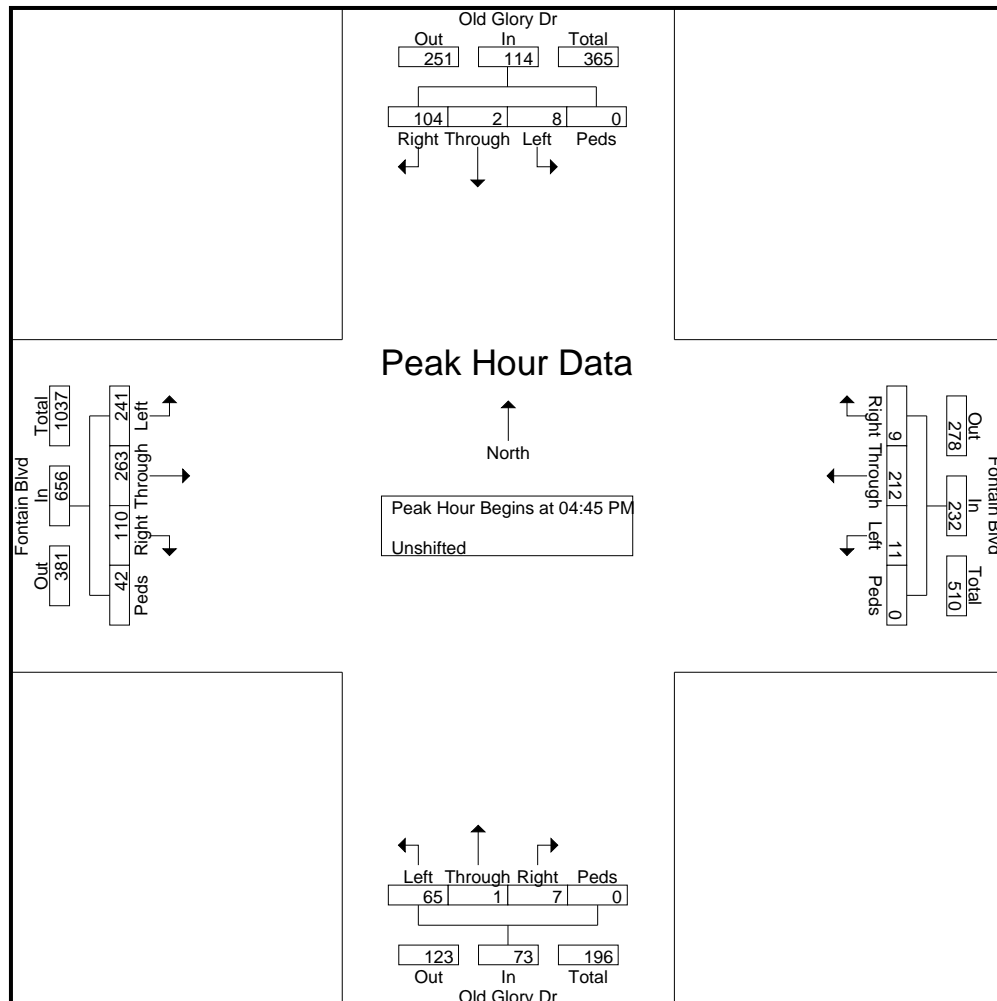 Old Glory Dr
Out In Total
251 114 365
104 2 8 0
Right Through Left Peds
Peak Hour Data
North
Peak Hour Begins at 04:45 PM
Unshifted
Fontain Blvd
Total In Out
1037 656 381
241 263 110 42
Left Through Right Peds
Right Through Left Peds
9 212 11 0
278 232 510
Out In Total
Fontain Blvd
Left Through Right Peds
65 1 7 0
123 73 196
Out In Total
Old Glory Dr